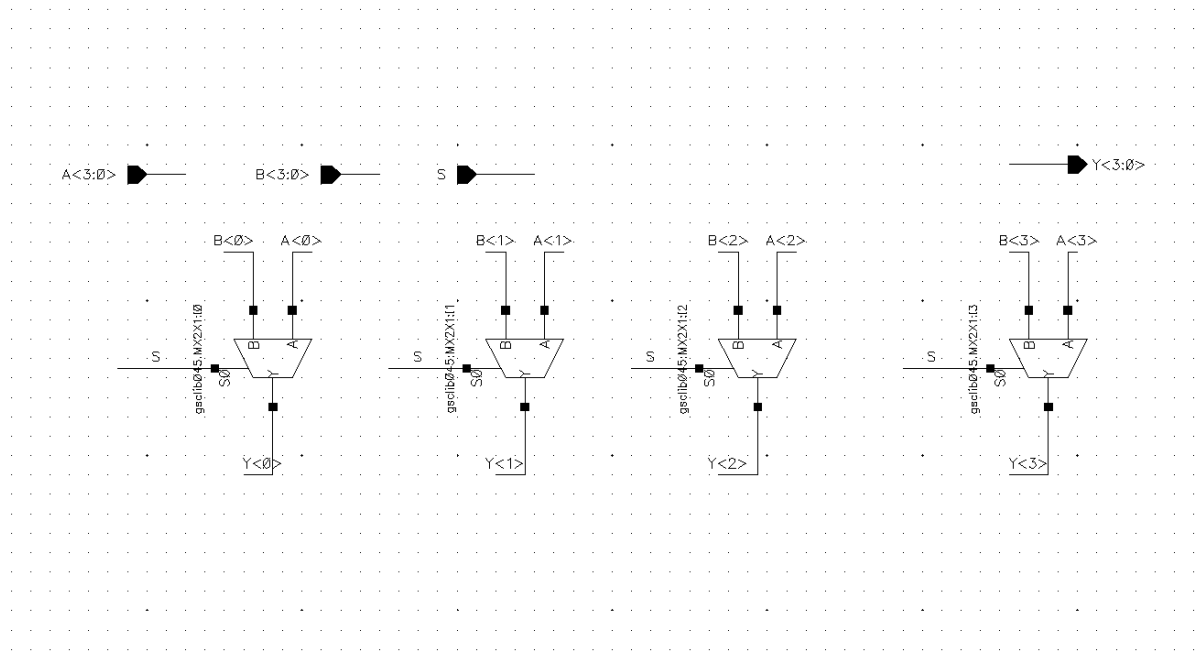 A<3:0>
B<3:0>
S
Y<3:0>
B<0>
A<0>
B<1>
A<1>
B<2>
A<2>
B<3>
A<3>
gsclib045:MX2X1:I0
gsclib045:MX2X1:I1
gsclib045:MX2X1:I2
gsclib045:MX2X1:I3
B
A
B
A
B
A
B
A
S
S0
Y
S
S0
Y
S
S0
Y
S
S0
Y
Y<0>
Y<1>
Y<2>
Y<3>